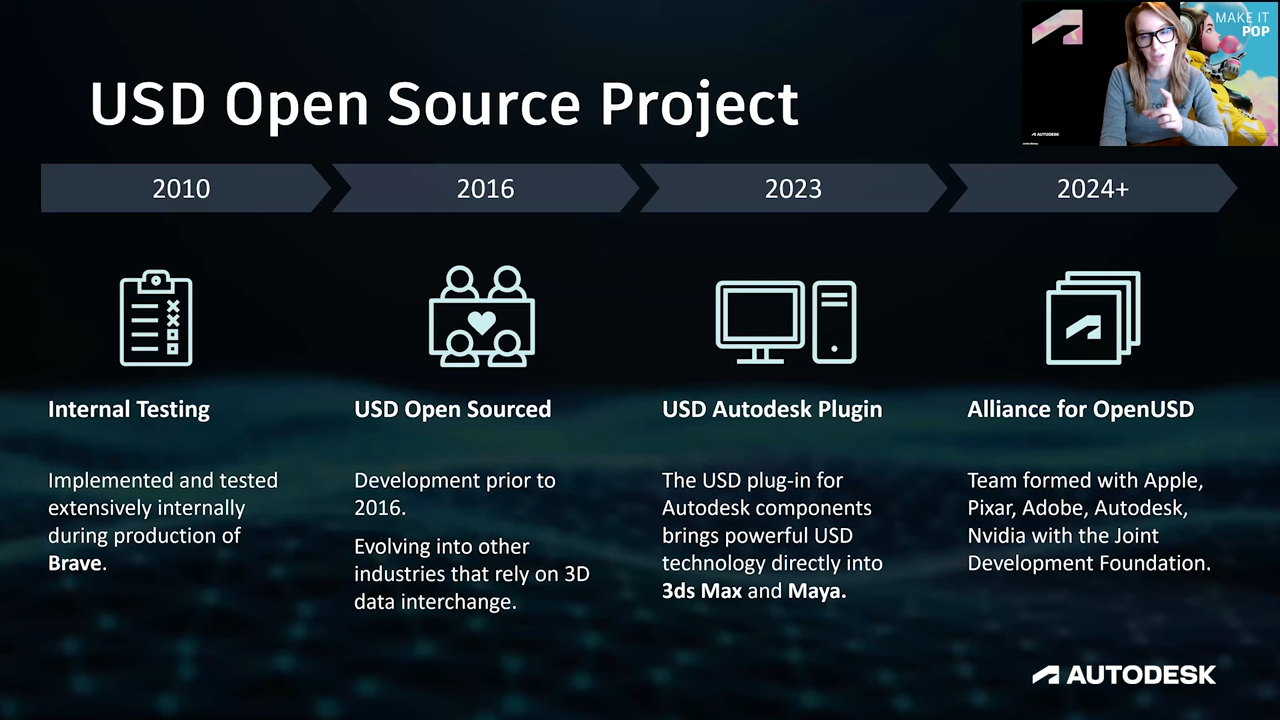 MAKE IT
POP
AUTODESK
USD Open Source Project
2010
2016
2023
2024+
Internal Testing
Implemented and tested
extensively internally
during production of
Brave.
USD Open Sourced
Development prior to
2016.
Evolving into other
industries that rely on 3D
data interchange.
USD Autodesk Plugin
The USD plug-in for
Autodesk components
brings powerful USD
technology directly into
3ds Max and Maya.
Alliance for OpenUSD
Team formed with Apple,
Pixar, Adobe, Autodesk,
Nvidia with the Joint
Development Foundation.
AUTODESK